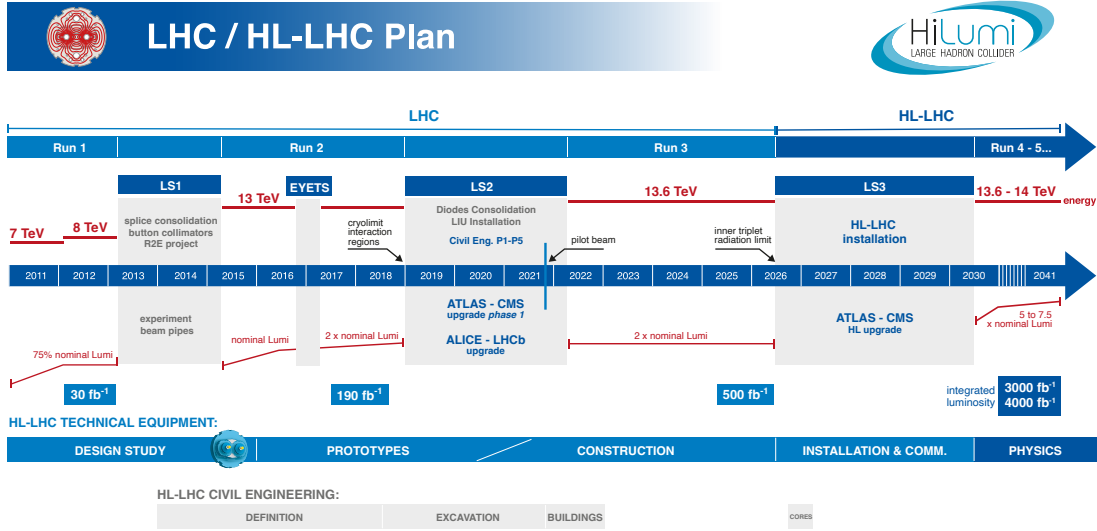 LHC / HL-LHC Plan
HiLumi
LARGE HADRON COLLIDER
LHC
HL-LHC
Run 1
Run 2
Run 3
Run 4 - 5...
LS1
EYETS
LS2
LS3
13 TeV
13.6 TeV
13.6 - 14 TeV
energy
7 TeV
8 TeV
splice consolidation
button collimators
R2E project
cryolimit
interaction
regions
Diodes Consolidation
LIU Installation
Civil Eng. P1-P5
pilot beam
inner triplet
radiation limit
HL-LHC
installation
2011 2012 2013 2014 2015 2016 2017 2018 2019 2020 2021 2022 2023 2024 2025 2026 2027 2028 2029 2030 2041
experiment
beam pipes
ATLAS - CMS
upgrade phase 1
ALICE - LHCb
upgrade
ATLAS - CMS
HL upgrade
5 to 7.5
x nominal Lumi
75% nominal Lumi
nominal Lumi
2 x nominal Lumi
2 x nominal Lumi
30 fb⁻¹
190 fb⁻¹
500 fb⁻¹
integrated
luminosity
3000 fb⁻¹
4000 fb⁻¹
HL-LHC TECHNICAL EQUIPMENT:
DESIGN STUDY
PROTOTYPES
CONSTRUCTION
INSTALLATION & COMM.
PHYSICS
HL-LHC CIVIL ENGINEERING:
DEFINITION
EXCAVATION
BUILDINGS
CORES